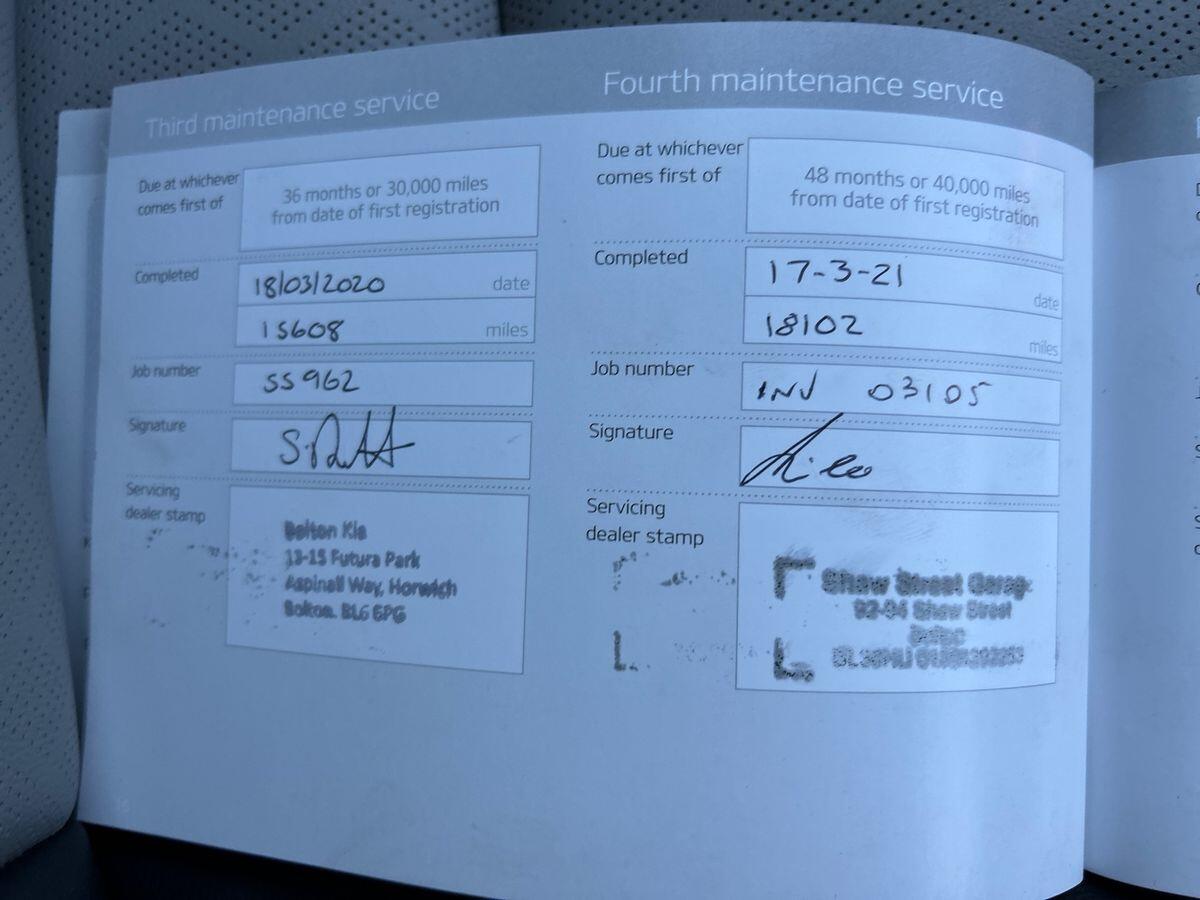 Third maintenance service
Due at whichever
comes first of
36 months or 30,000 miles
from date of first registration
Completed
18/03/2020 date
15608 miles
Job number
SS962
Signature
Servicing
dealer stamp
Bolton Kia
13-15 Futura Park
Aspinall Way, Horwich
Bolton. BL6 6PG
Fourth maintenance service
Due at whichever
comes first of
48 months or 40,000 miles
from date of first registration
Completed
17-3-21 date
18102 miles
Job number
INV 03105
Signature
Servicing
dealer stamp
Shaw Street Garag
92-94 Shaw Street